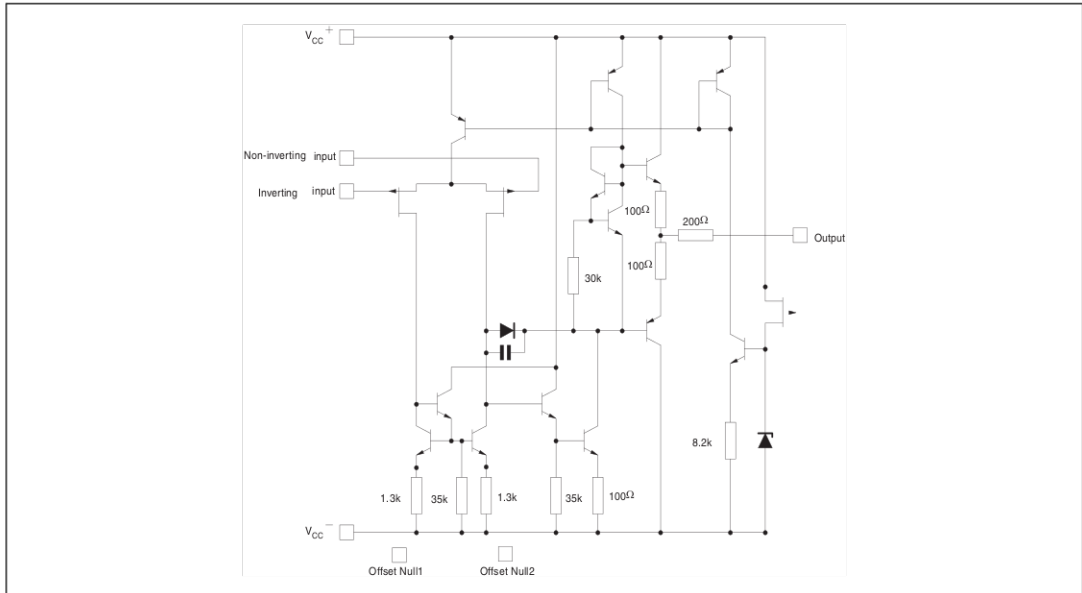 VCC+
Non-inverting input
Inverting input
100Ω
200Ω
Output
100Ω
30k
8.2k
1.3k
35k
1.3k
35k
100Ω
VCC−
Offset Null1
Offset Null2